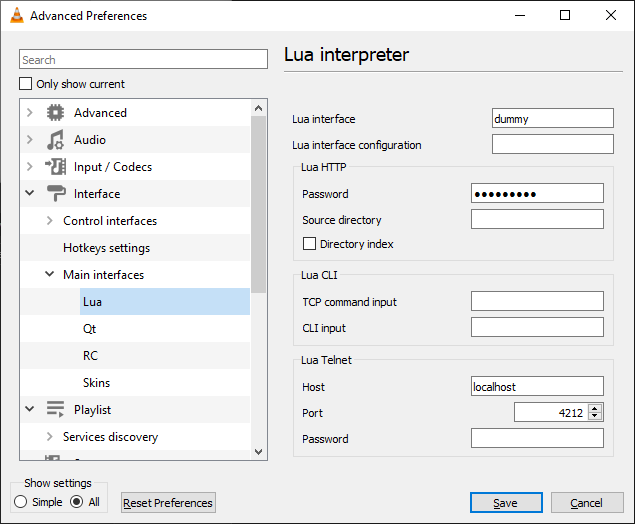 Advanced Preferences
Search
Only show current
Advanced
Audio
Input / Codecs
Interface
Control interfaces
Hotkeys settings
Main interfaces
Lua
Qt
RC
Skins
Playlist
Services discovery
Show settings
Simple All
Reset Preferences
Lua interpreter
Lua interface dummy
Lua interface configuration
Lua HTTP
Password •••••••••
Source directory
Directory index
Lua CLI
TCP command input
CLI input
Lua Telnet
Host localhost
Port 4212
Password
Save Cancel